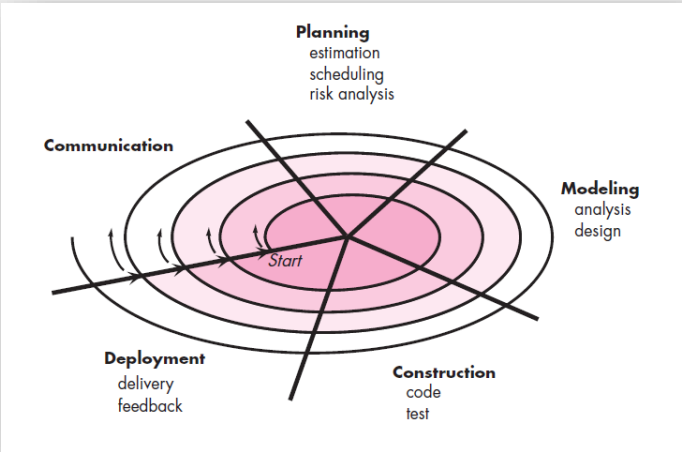 Planning
estimation
scheduling
risk analysis
Communication
Modeling
analysis
design
Start
Deployment
delivery
feedback
Construction
code
test